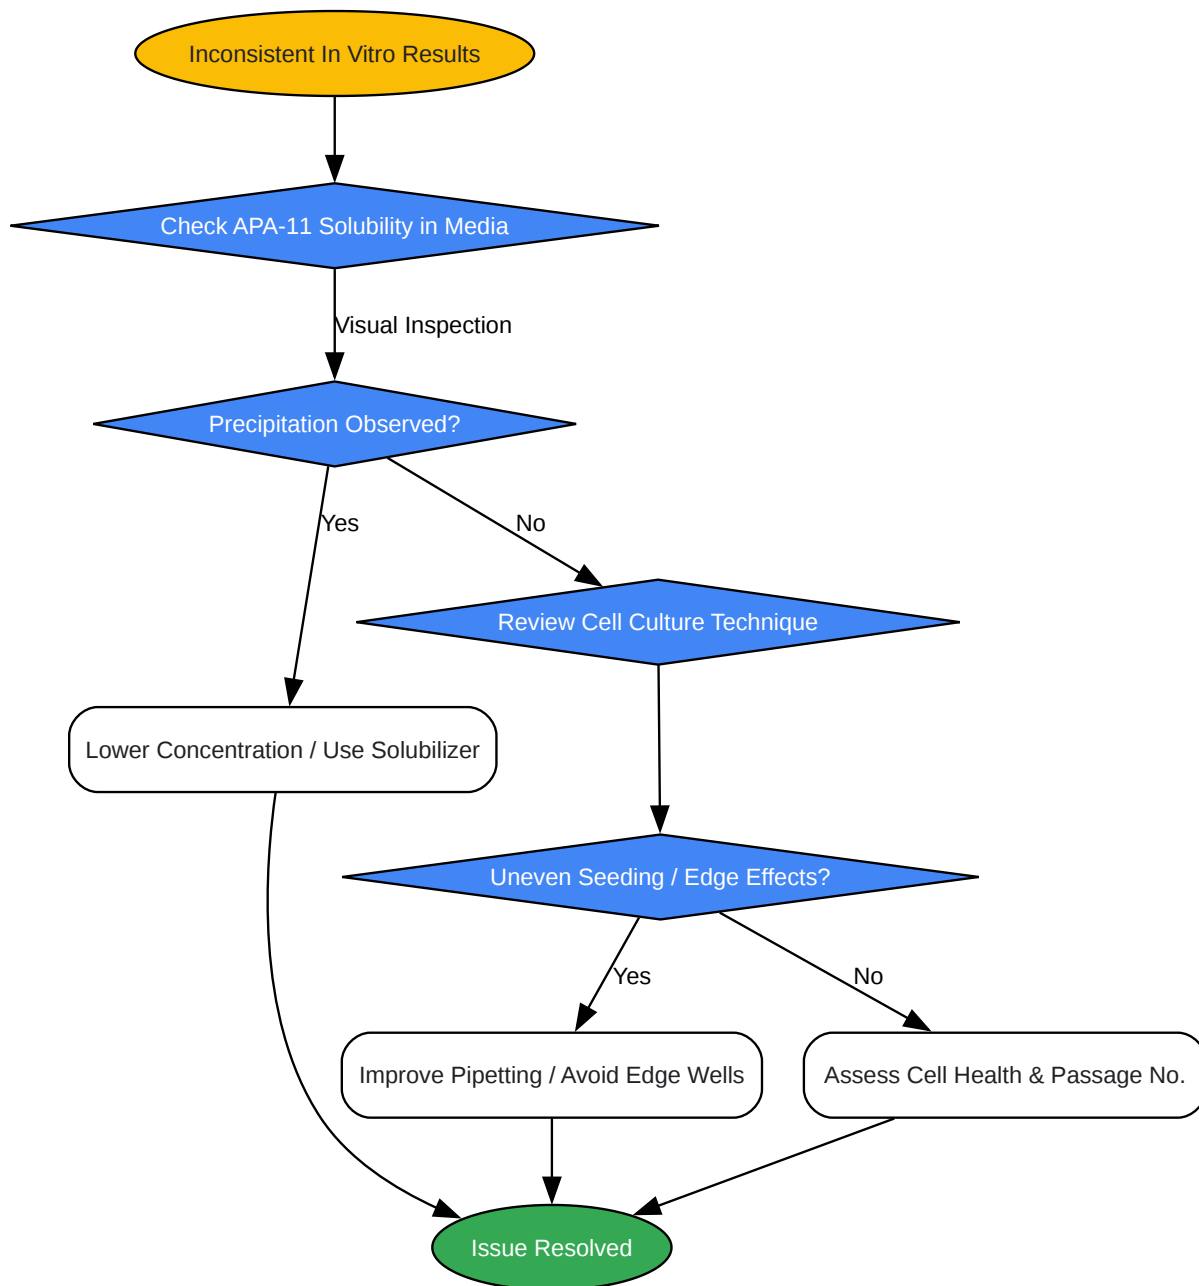 Inconsistent In Vitro Results
Check APA-11 Solubility in Media
Visual Inspection
Precipitation Observed?
Yes
No
Review Cell Culture Technique
Lower Concentration / Use Solubilizer
Uneven Seeding / Edge Effects?
Yes
No
Improve Pipetting / Avoid Edge Wells
Assess Cell Health & Passage No.
Issue Resolved